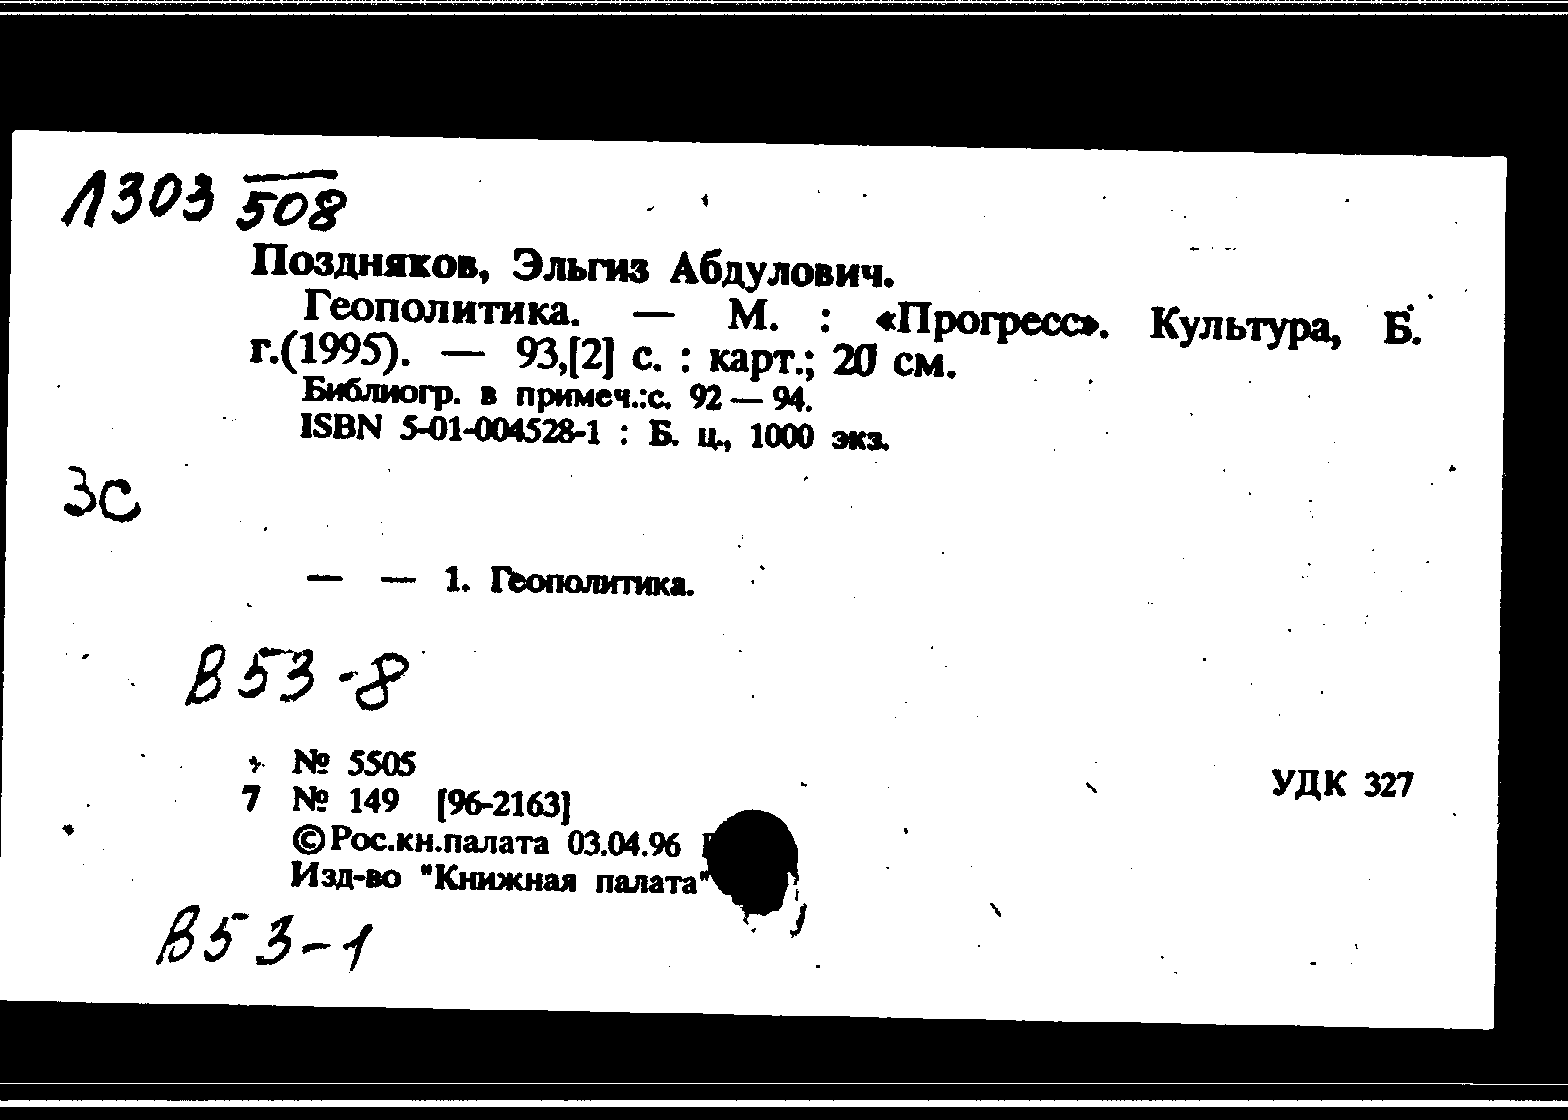 Л303 508
Поздняков, Эльгиз Абдулович.
Геополитика. — М. : «Прогресс». Культура, Б.
г.(1995). — 93,[2] с. : карт.; 20 см.
Библиогр. в примеч.:с. 92 — 94.
ISBN 5-01-004528-1 : Б. ц., 1000 экз.
3С
— — 1. Геополитика.
В53-8
№ 5505
УДК 327
7 № 149 [96-2163]
©Рос.кн.палата 03.04.96
Изд-во "Книжная палата"
В53-1